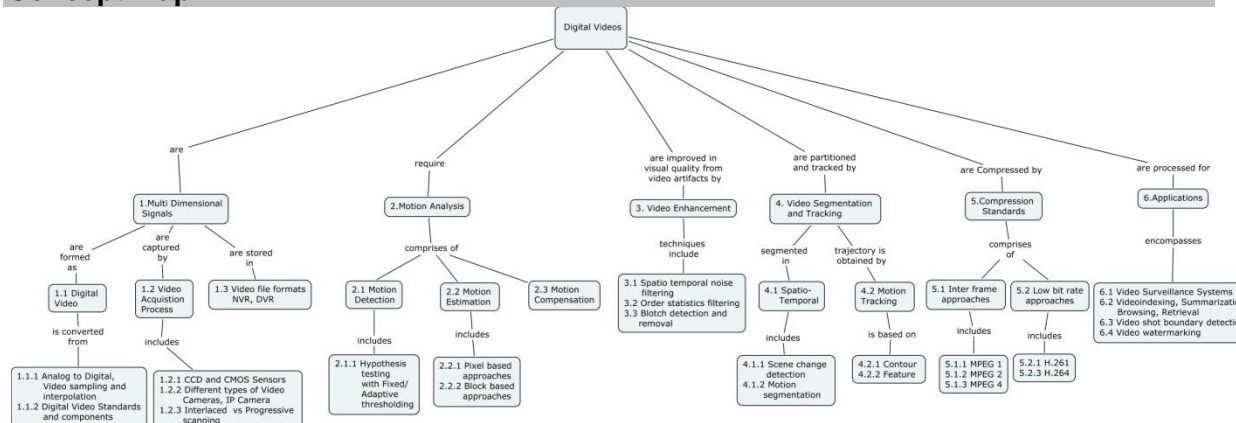 Concept Map
Digital Videos
are
require
are improved in
visual quality from
video artifacts by
are partitioned
and tracked by
are Compressed by
are processed for
1.Multi Dimensional
Signals
2.Motion Analysis
3. Video Enhancement
4. Video Segmentation
and Tracking
5.Compression
Standards
6.Applications
are
formed
as
are
captured
by
are stored
in
comprises of
techniques
include
segmented
in
trajectory is
obtained by
comprises
of
encompasses
1.1 Digital
Video
1.2 Video
Acquistion
Process
1.3 Video file formats
NVR, DVR
2.1 Motion
Detection
2.2 Motion
Estimation
2.3 Motion
Compensation
3.1 Spatio temporal noise
filtering
3.2 Order statistics filtering
3.3 Blotch detection and
removal
4.1 Spatio-
Temporal
4.2 Motion
Tracking
5.1 Inter frame
approaches
5.2 Low bit rate
approaches
6.1 Video Surveillance Systems
6.2 Videoindexing, Summarizatio
Browsing, Retrieval
6.3 Video shot boundary detectio
6.4 Video watermarking
is converted
from
includes
includes
includes
includes
is based on
includes
includes
1.1.1 Analog to Digital,
Video sampling and
interpolation
1.1.2 Digital Video Standards
and components
1.2.1 CCD and CMOS Sensors
1.2.2 Different types of Video
Cameras, IP Camera
1.2.3 Interlaced vs Progressive
scanning
2.1.1 Hypothesis
testing
with Fixed/
Adaptive
thresholding
2.2.1 Pixel based
approaches
2.2.2 Block based
approaches
4.1.1 Scene change
detection
4.1.2 Motion
segmentation
4.2.1 Contour
4.2.2 Feature
5.1.1 MPEG 1
5.1.2 MPEG 2
5.1.3 MPEG 4
5.2.1 H.261
5.2.3 H.264